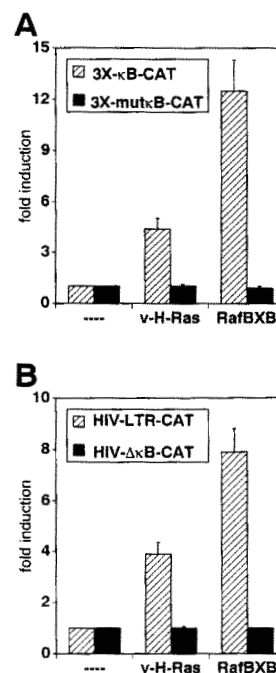 A
15
3X-κB-CAT
3X-mutκB-CAT
12
9
6
3
0
fold induction
---- v-H-Ras RafBXB
B
10
HIV-LTR-CAT
HIV-ΔκB-CAT
8
6
4
2
0
fold induction
---- v-H-Ras RafBXB